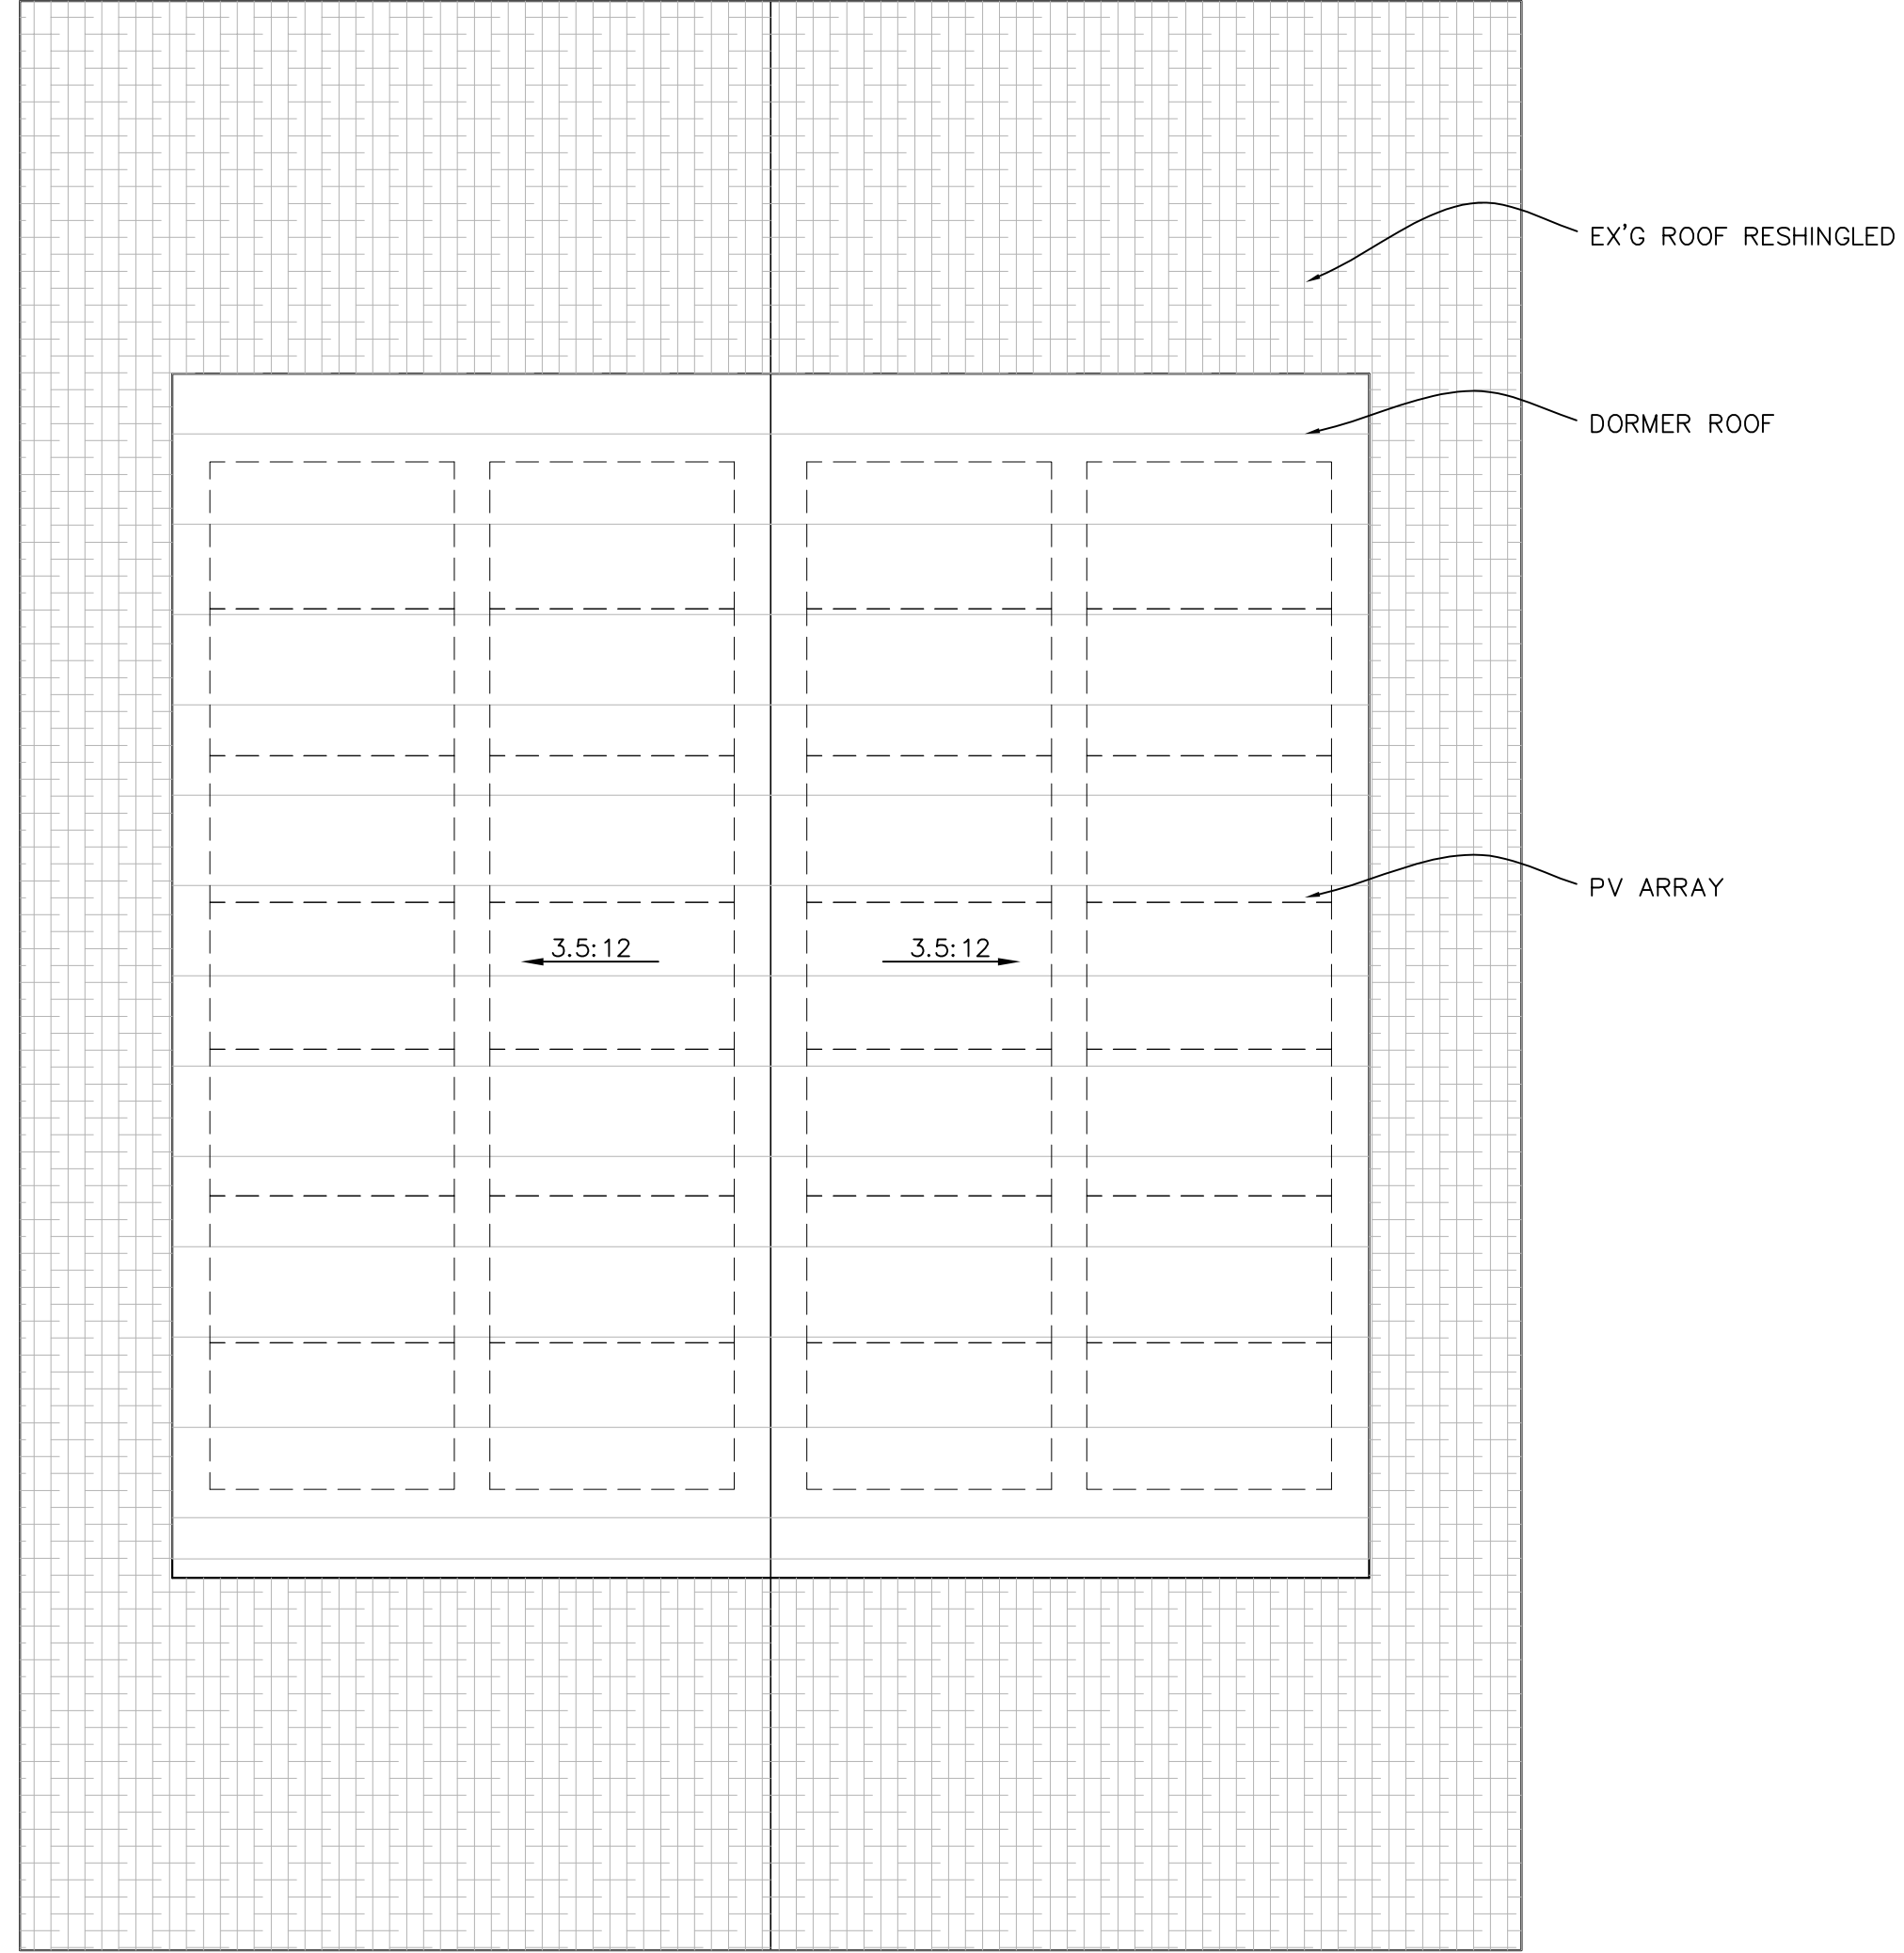 EX'G ROOF RESHINGLED
DORMER ROOF
PV ARRAY
3.5:12
3.5:12